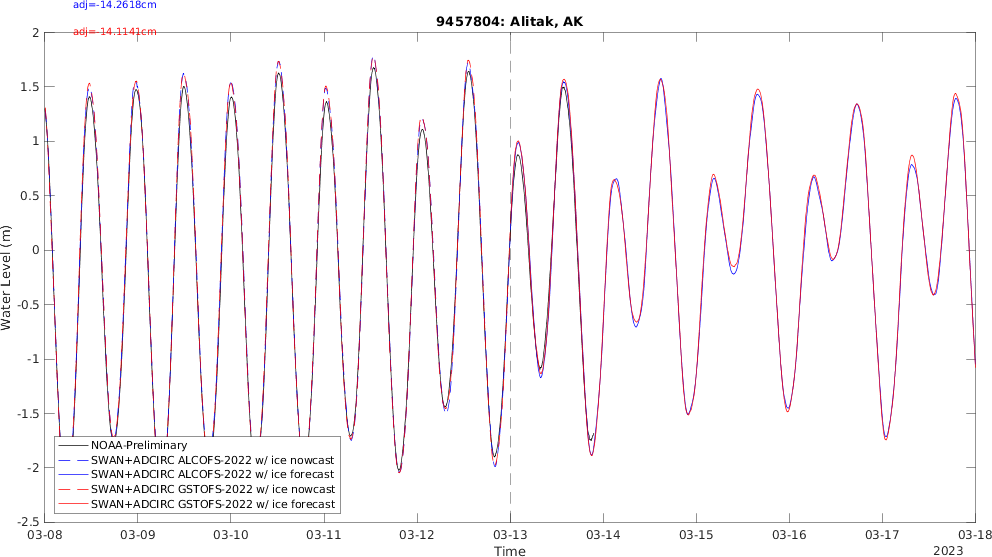 adj=-14.2618cm
9457804: Alitak, AK
adj=-14.1141cm
2
1.5
1
0.5
0
-0.5
-1
-1.5
-2
-2.5
Water Level (m)
NOAA-Preliminary
SWAN+ADCIRC ALCOFS-2022 w/ ice nowcast
SWAN+ADCIRC ALCOFS-2022 w/ ice forecast
SWAN+ADCIRC GSTOFS-2022 w/ ice nowcast
SWAN+ADCIRC GSTOFS-2022 w/ ice forecast
03-08 03-09 03-10 03-11 03-12 03-13 03-14 03-15 03-16 03-17 03-18
Time
2023